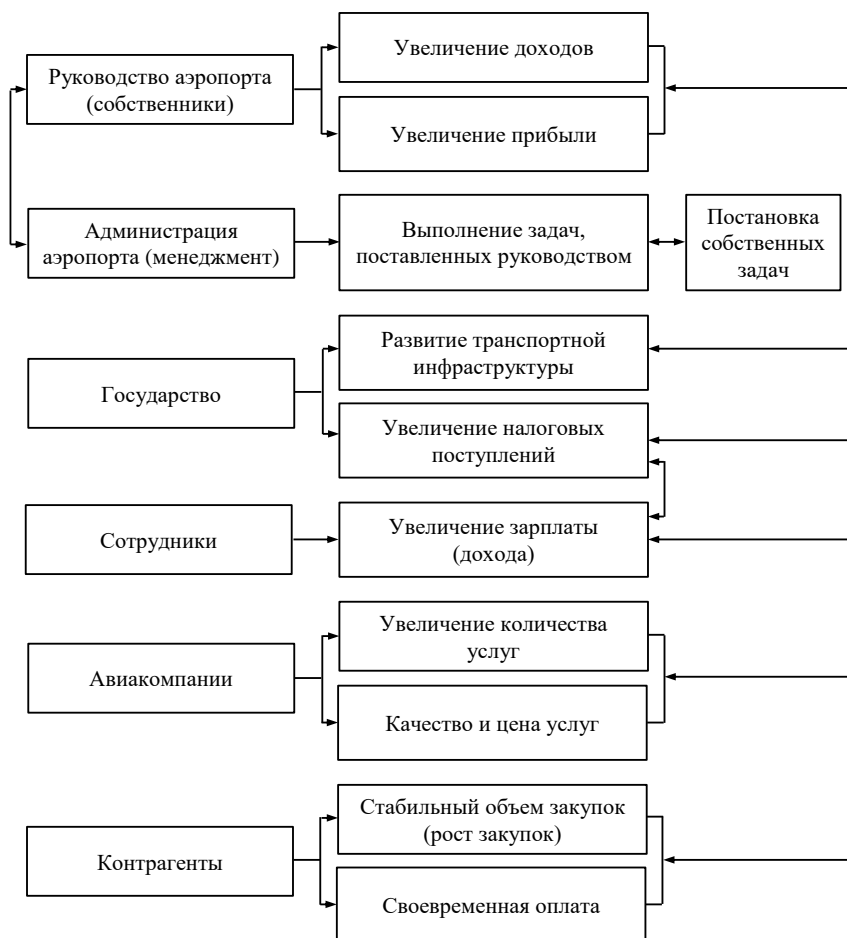 Руководство аэропорта
(собственники)
Увеличение доходов
Увеличение прибыли
Администрация
аэропорта (менеджмент)
Выполнение задач,
поставленных руководством
Постановка
собственных
задач
Государство
Развитие транспортной
инфраструктуры
Увеличение налоговых
поступлений
Сотрудники
Увеличение зарплаты
(дохода)
Авиакомпании
Увеличение количества
услуг
Качество и цена услуг
Контрагенты
Стабильный объем закупок
(рост закупок)
Своевременная оплата